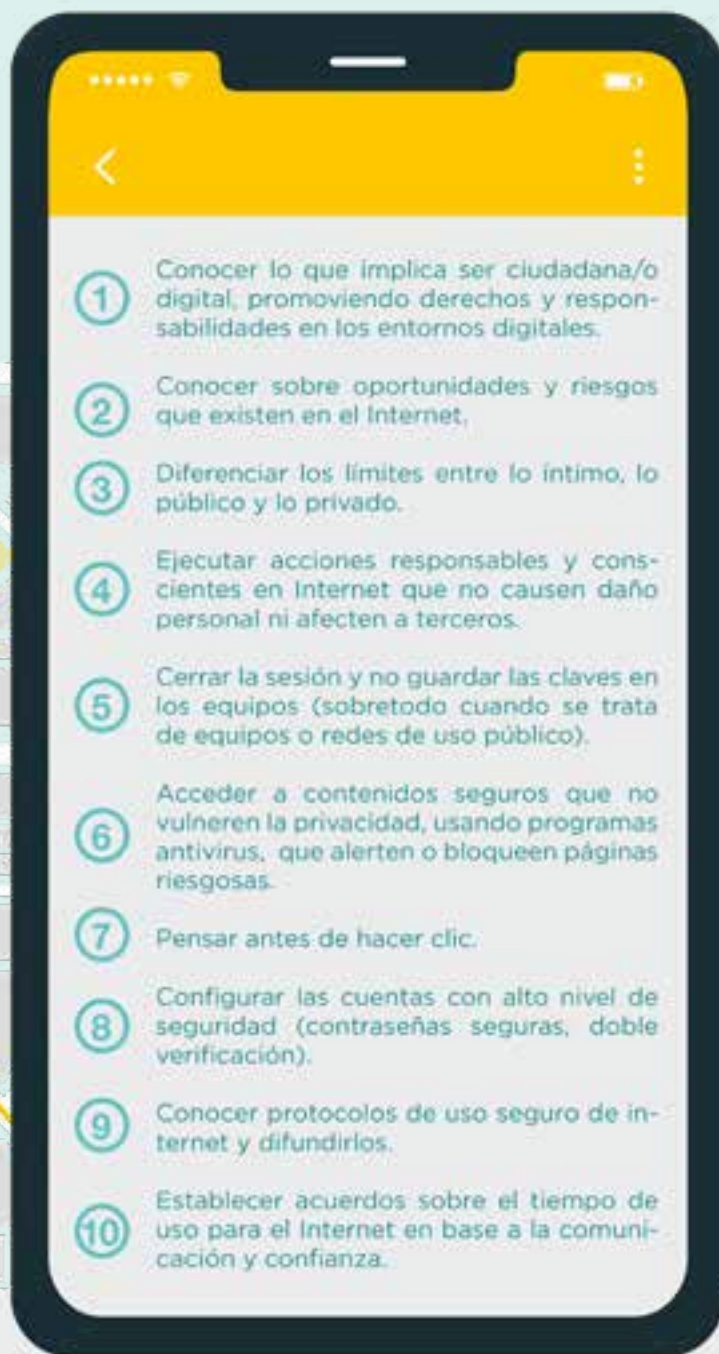 1
Conocer lo que implica ser ciudadana/o
digital, promoviendo derechos y respon-
sabilidades en los entornos digitales.
2
Conocer sobre oportunidades y riesgos
que existen en el Internet.
3
Diferenciar los límites entre lo íntimo, lo
público y lo privado.
4
Ejecutar acciones responsables y cons-
cientes en Internet que no causen daño
personal ni afecten a terceros.
5
Cerrar la sesión y no guardar las claves en
los equipos (sobretodo cuando se trata
de equipos o redes de uso público).
6
Acceder a contenidos seguros que no
vulneren la privacidad, usando programas
antivirus, que alerten o bloqueen páginas
riesgosas.
7
Pensar antes de hacer clic.
8
Configurar las cuentas con alto nivel de
seguridad (contraseñas seguras, doble
verificación).
9
Conocer protocolos de uso seguro de in-
ternet y difundirlos.
10
Establecer acuerdos sobre el tiempo de
uso para el Internet en base a la comuni-
cación y confianza.